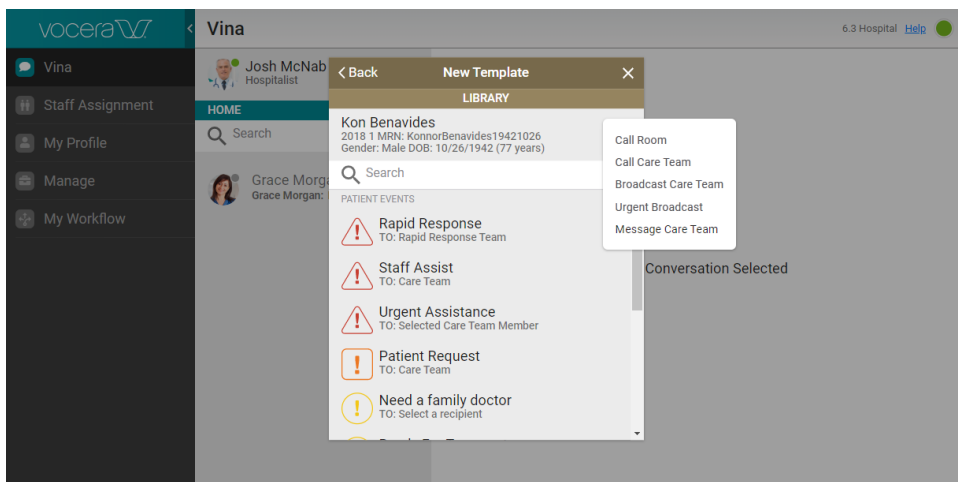 vocera
Vina
6.3 Hospital Help
Vina
Staff Assignment
My Profile
Manage
My Workflow
Josh McNab
Hospitalist
HOME
Search
Grace Morga
Grace Morgan:
Back
New Template
LIBRARY
Kon Benavides
2018 1 MRN: KonnorBenavides19421026
Gender: Male DOB: 10/26/1942 (77 years)
Search
PATIENT EVENTS
Rapid Response
TO: Rapid Response Team
Staff Assist
TO: Care Team
Urgent Assistance
TO: Selected Care Team Member
Patient Request
TO: Care Team
Need a family doctor
TO: Select a recipient
Call Room
Call Care Team
Broadcast Care Team
Urgent Broadcast
Message Care Team
Conversation Selected